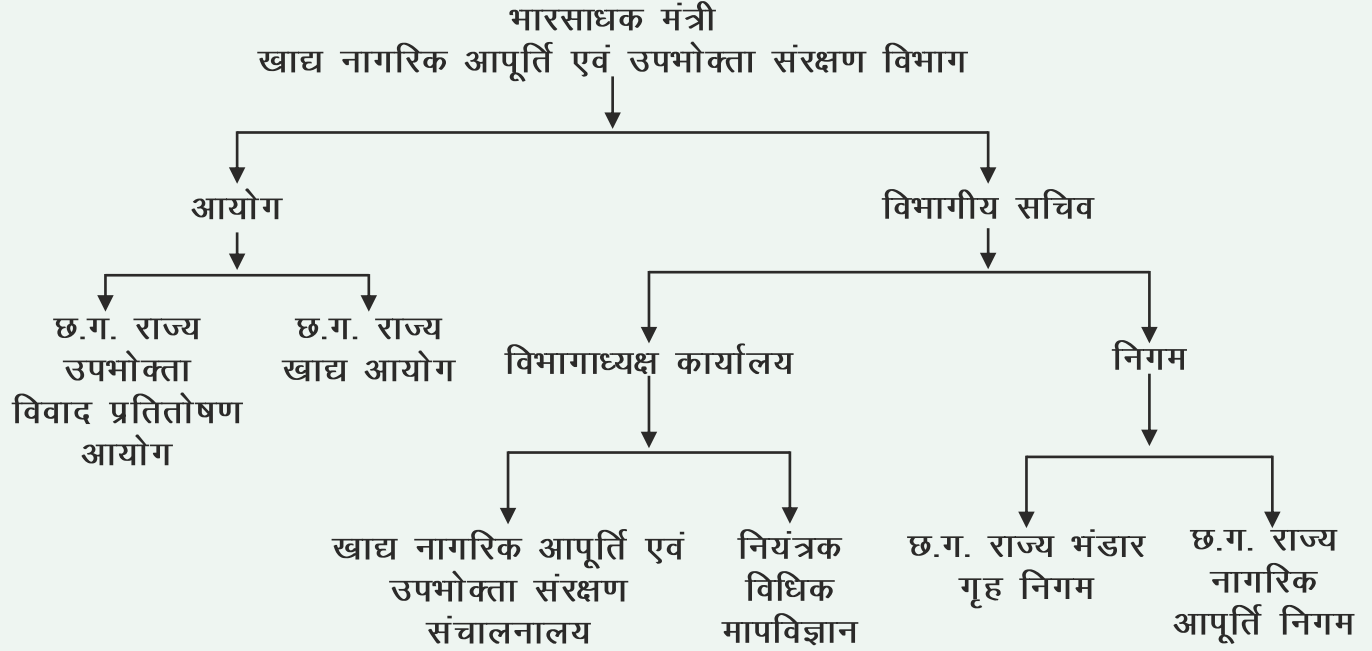 भारसाधक मंत्री
खाद्य नागरिक आपूर्ति एवं उपभोक्ता संरक्षण विभाग
आयोग
विभागीय सचिव
छ.ग. राज्य
उपभोक्ता
विवाद प्रतितोषण
आयोग
छ.ग. राज्य
खाद्य आयोग
विभागाध्यक्ष कार्यालय
निगम
खाद्य नागरिक आपूर्ति एवं
उपभोक्ता संरक्षण
संचालनालय
नियंत्रक
विधिक
मापविज्ञान
छ.ग. राज्य भंडार
गृह निगम
छ.ग. राज्य
नागरिक
आपूर्ति निगम